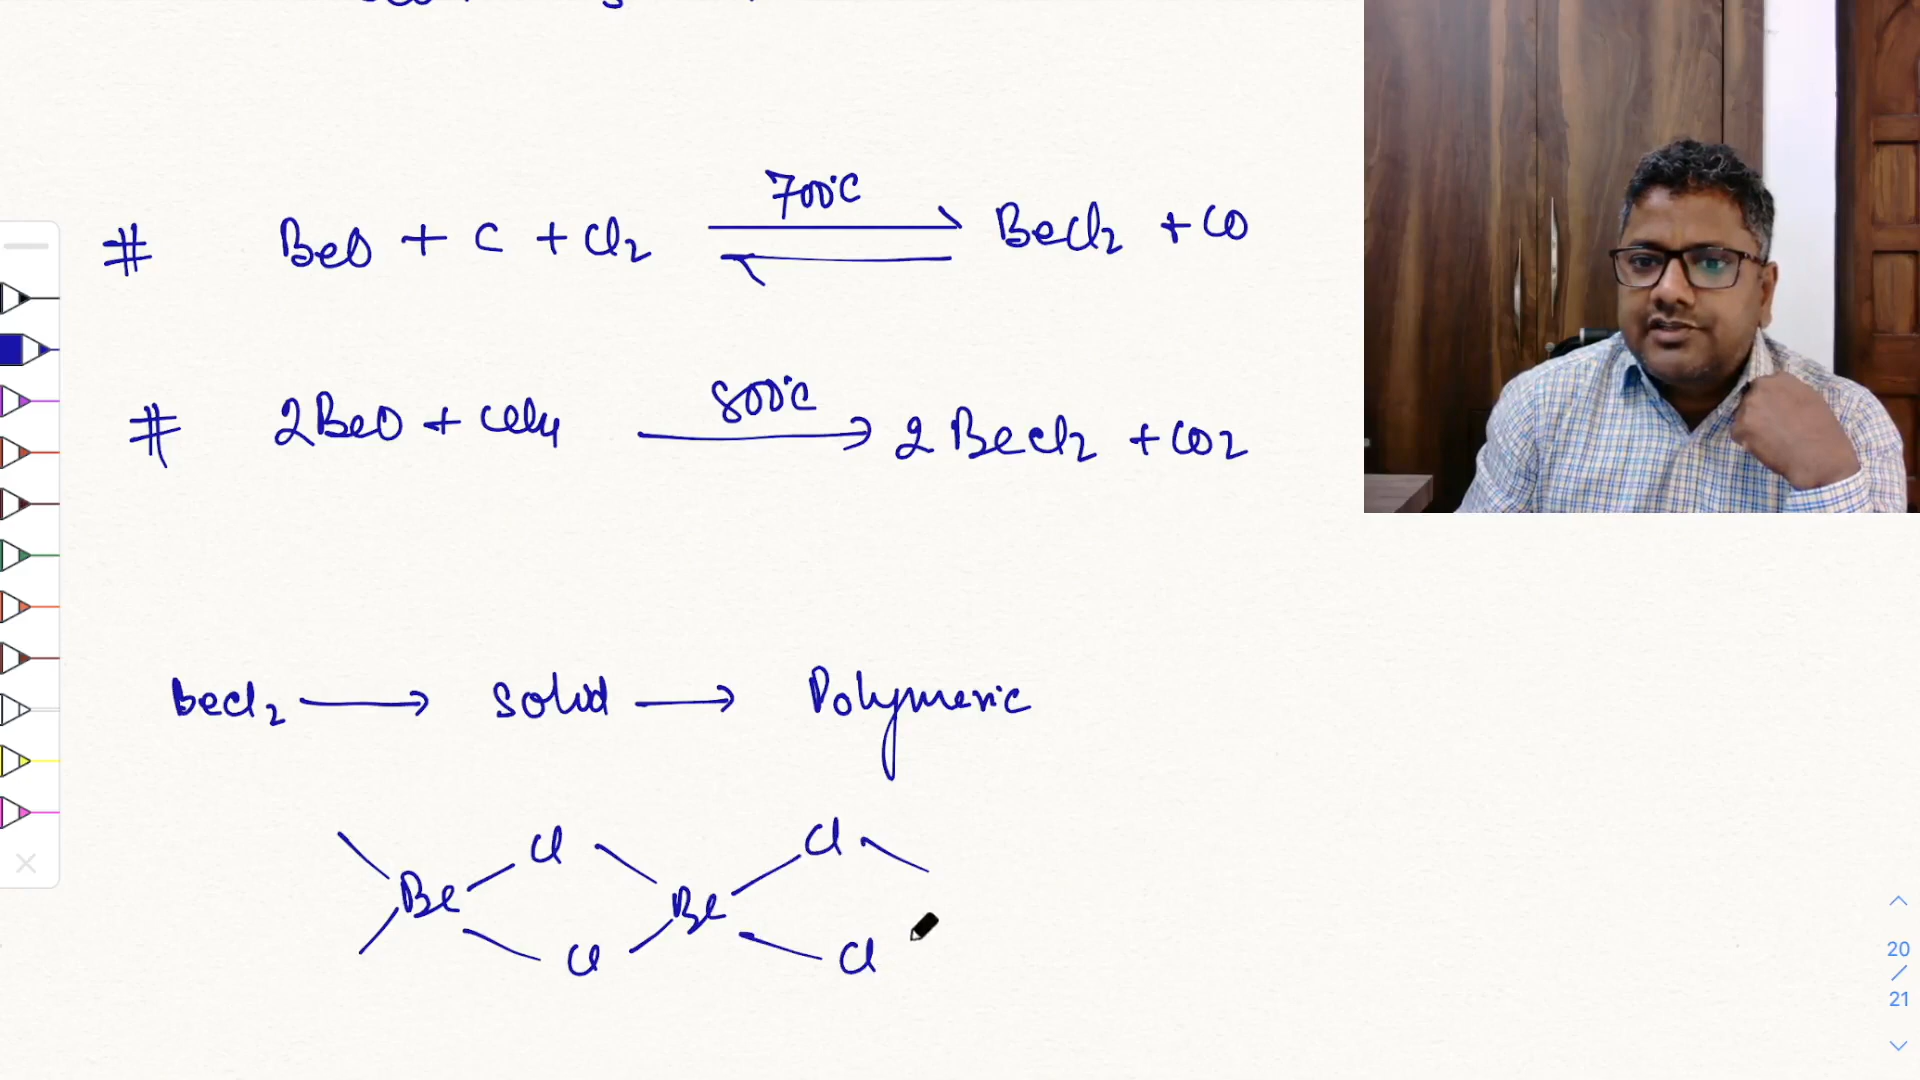 # BeO + C + Cl2 ⇌ 700°C BeCl2 + CO
# 2BeO + CCl4 → 800°C 2BeCl2 + CO2
BeCl2 → Solid → Polymeric
Cl Cl
Be Be
Cl Cl
20
/
21